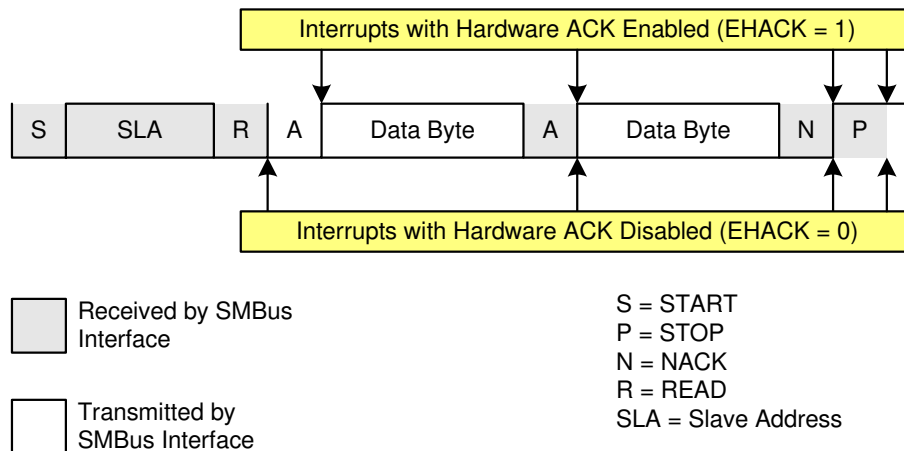 Interrupts with Hardware ACK Enabled (EHACK = 1)
S SLA R A Data Byte A Data Byte N P
Interrupts with Hardware ACK Disabled (EHACK = 0)
Received by SMBus
Interface
Transmitted by
SMBus Interface
S = START
P = STOP
N = NACK
R = READ
SLA = Slave Address